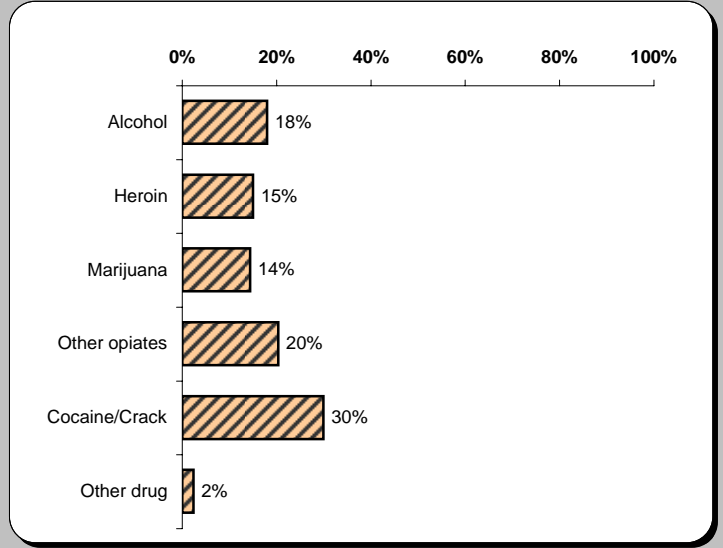 0% 20% 40% 60% 80% 100%
Alcohol 18%
Heroin 15%
Marijuana 14%
Other opiates 20%
Cocaine/Crack 30%
Other drug 2%